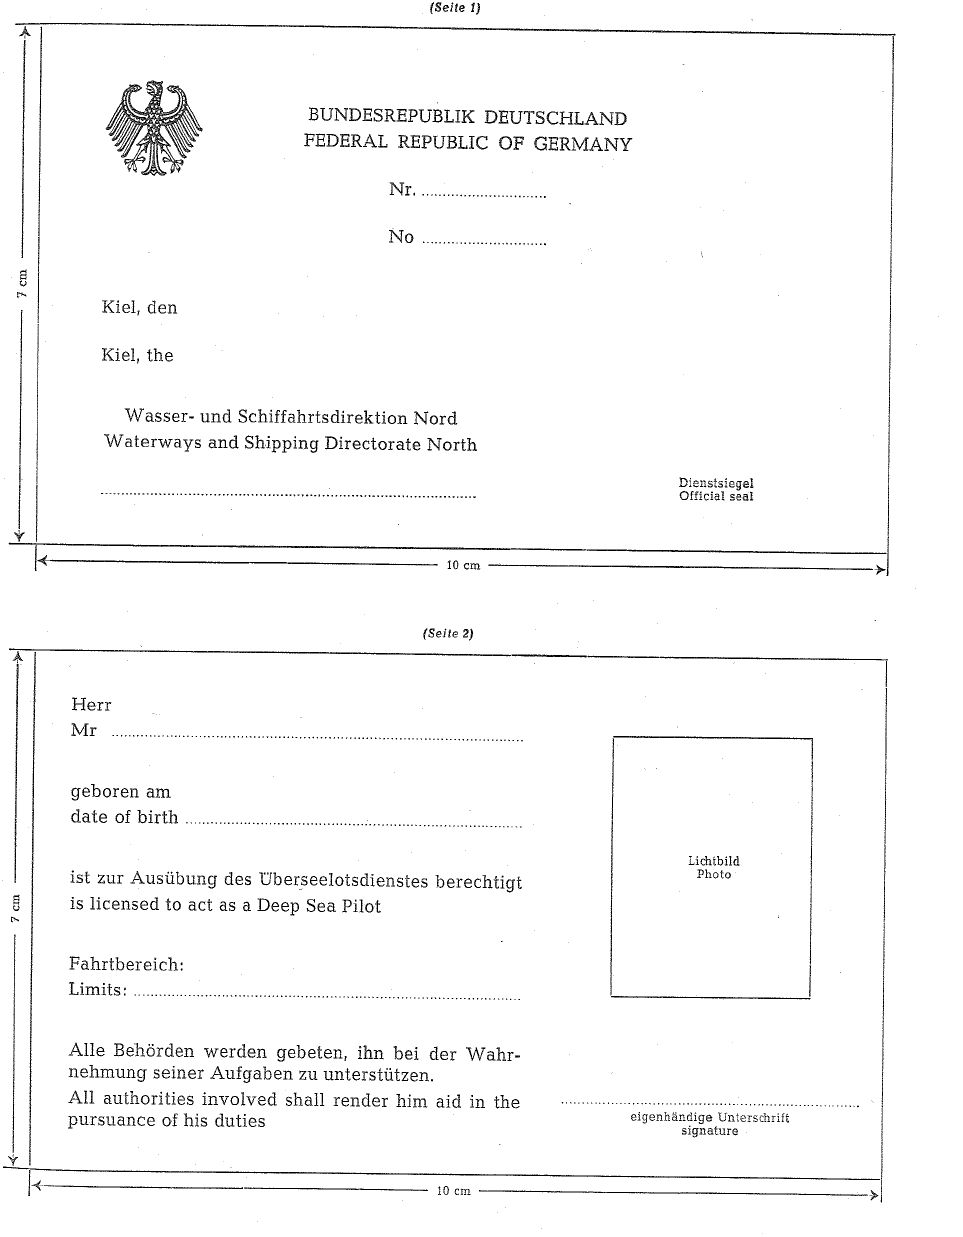 (Seite 1)
BUNDESREPUBLIK DEUTSCHLAND
FEDERAL REPUBLIC OF GERMANY
Nr. ..............................
No ..............................
7 cm
Kiel, den
Kiel, the
Wasser- und Schiffahrtsdirektion Nord
Waterways and Shipping Directorate North
Dienstsiegel
Official seal
10 cm
(Seite 2)
Herr
Mr ..............................
geboren am
date of birth ..............................
ist zur Ausübung des Überseelotsdienstes berechtigt
is licensed to act as a Deep Sea Pilot
Lichtbild
Photo
7 cm
Fahrtbereich:
Limits: ..............................
Alle Behörden werden gebeten, ihn bei der Wahr-
nehmung seiner Aufgaben zu unterstützen.
All authorities involved shall render him aid in the
pursuance of his duties
eigenhändige Unterschrift
signature
10 cm